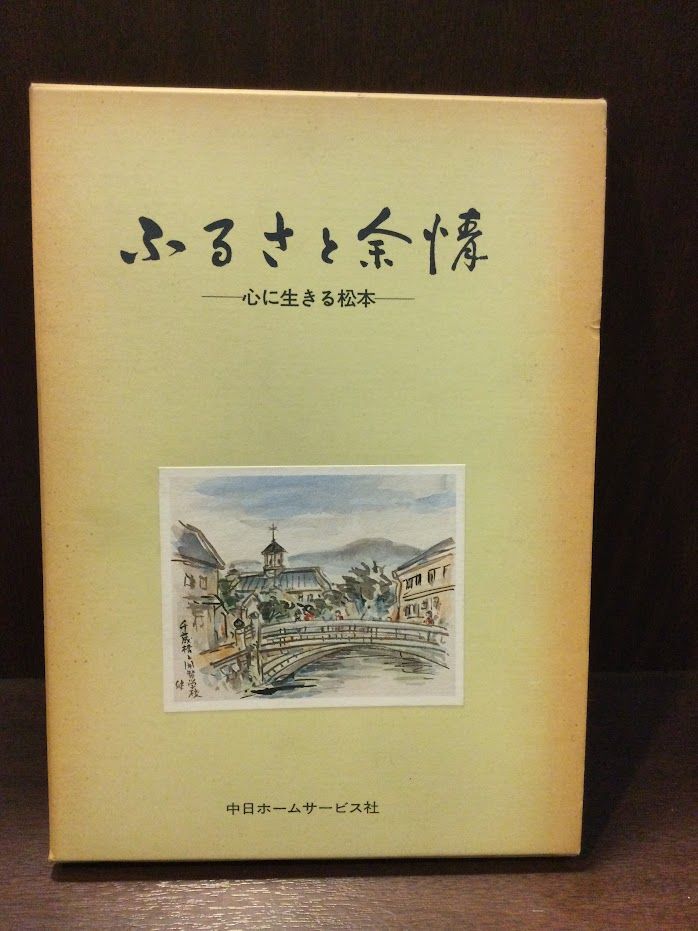 ふるさと余情
心に生きる松本
千歳橋と開智学校
健
中日ホームサービス社